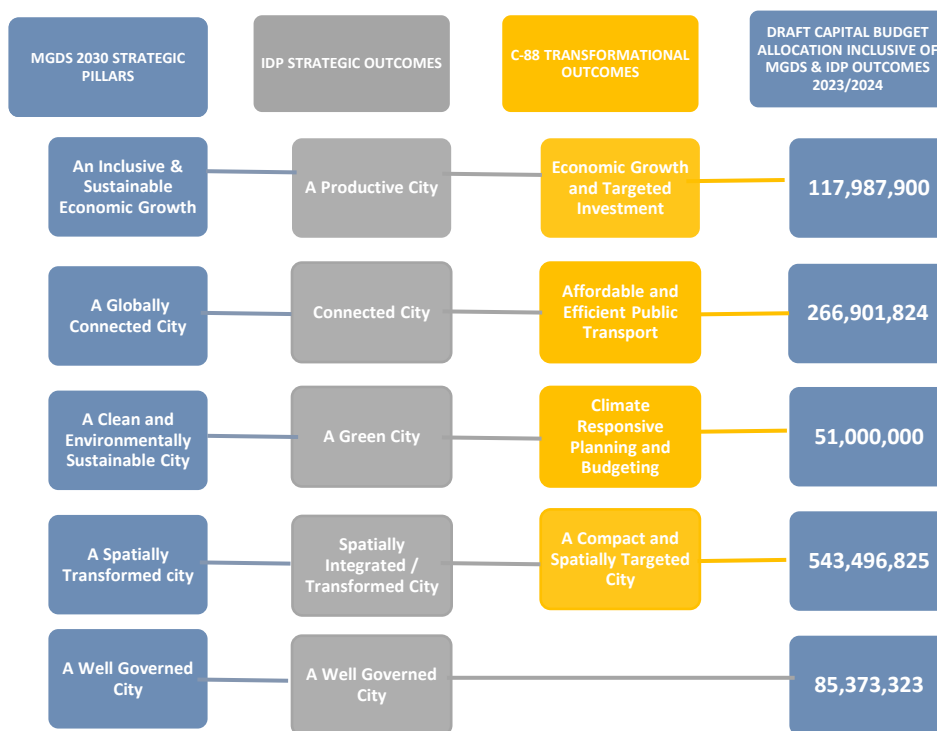 MGDS 2030 STRATEGIC
PILLARS
IDP STRATEGIC OUTCOMES
C-88 TRANSFORMATIONAL
OUTCOMES
DRAFT CAPITAL BUDGET
ALLOCATION INCLUSIVE OF
MGDS & IDP OUTCOMES
2023/2024
An Inclusive &
Sustainable
Economic Growth
A Productive City
Economic Growth
and Targeted
Investment
117,987,900
A Globally
Connected City
Connected City
Affordable and
Efficient Public
Transport
266,901,824
A Clean and
Environmentally
Sustainable City
A Green City
Climate
Responsive
Planning and
Budgeting
51,000,000
A Spatially
Transformed city
Spatially
Integrated /
Transformed City
A Compact and
Spatially Targeted
City
543,496,825
A Well Governed
City
A Well Governed
City
85,373,323